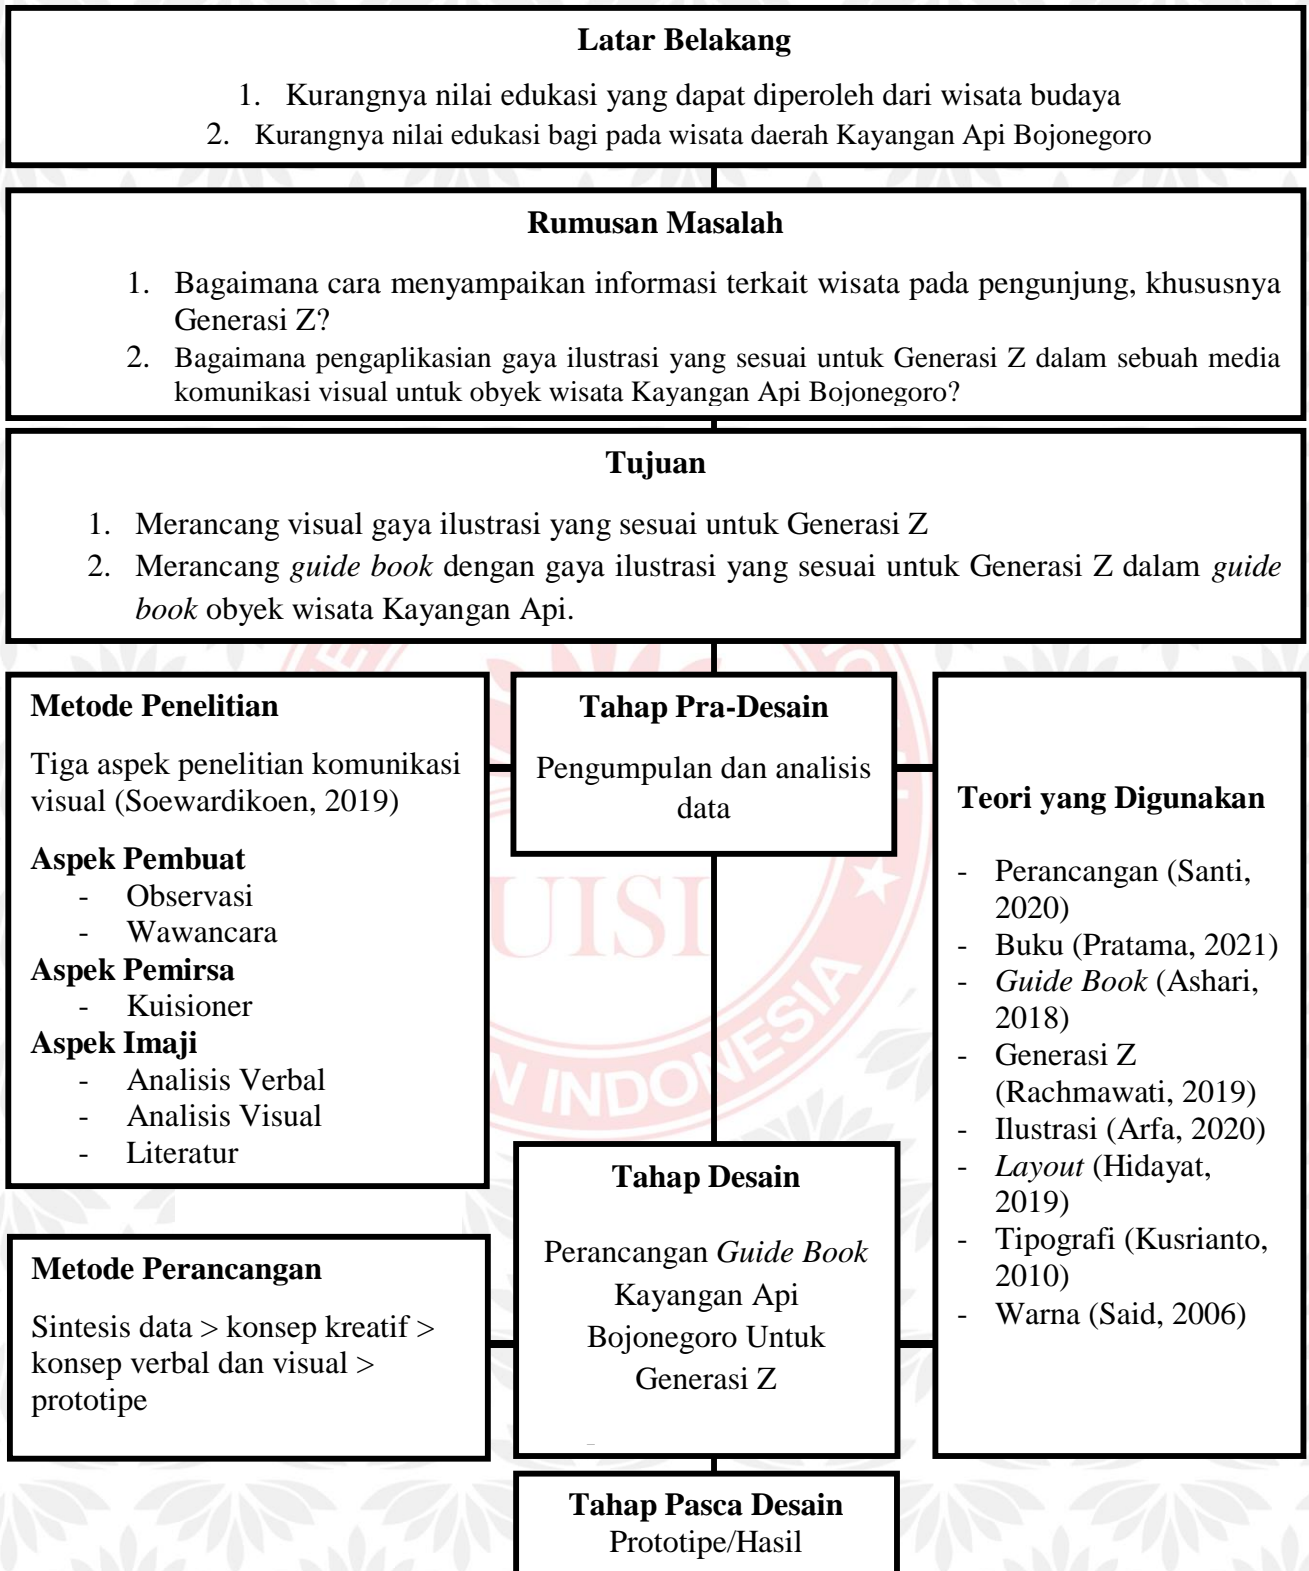 Latar Belakang
1. Kurangnya nilai edukasi yang dapat diperoleh dari wisata budaya
2. Kurangnya nilai edukasi bagi pada wisata daerah Kayangan Api Bojonegoro
Rumusan Masalah
1. Bagaimana cara menyampaikan informasi terkait wisata pada pengunjung, khususnya
Generasi Z?
2. Bagaimana pengaplikasian gaya ilustrasi yang sesuai untuk Generasi Z dalam sebuah media
komunikasi visual untuk obyek wisata Kayangan Api Bojonegoro?
Tujuan
1. Merancang visual gaya ilustrasi yang sesuai untuk Generasi Z
2. Merancang guide book dengan gaya ilustrasi yang sesuai untuk Generasi Z dalam guide
book obyek wisata Kayangan Api.
Metode Penelitian
Tiga aspek penelitian komunikasi
visual (Soewardikoen, 2019)
Aspek Pembuat
- Observasi
- Wawancara
Aspek Pemirsa
- Kuisioner
Aspek Imaji
- Analisis Verbal
- Analisis Visual
- Literatur
Tahap Pra-Desain
Pengumpulan dan analisis
data
Teori yang Digunakan
- Perancangan (Santi,
2020)
- Buku (Pratama, 2021)
- Guide Book (Ashari,
2018)
- Generasi Z
(Rachmawati, 2019)
- Ilustrasi (Arfa, 2020)
- Layout (Hidayat,
2019)
- Tipografi (Kusrianto,
2010)
- Warna (Said, 2006)
Metode Perancangan
Sintesis data > konsep kreatif >
konsep verbal dan visual >
prototipe
Tahap Desain
Perancangan Guide Book
Kayangan Api
Bojonegoro Untuk
Generasi Z
Tahap Pasca Desain
Prototipe/Hasil
UISI
INDONESIA